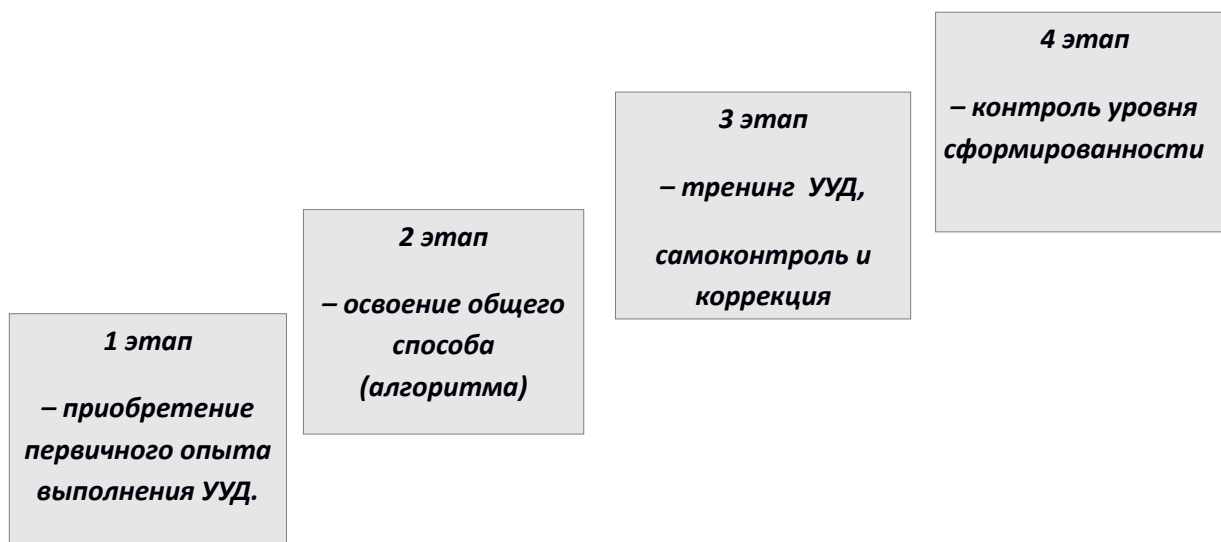 1 этап
– приобретение
первичного опыта
выполнения УУД.
2 этап
– освоение общего
способа
(алгоритма)
3 этап
– тренинг УУД,
самоконтроль и
коррекция
4 этап
– контроль уровня
сформированности